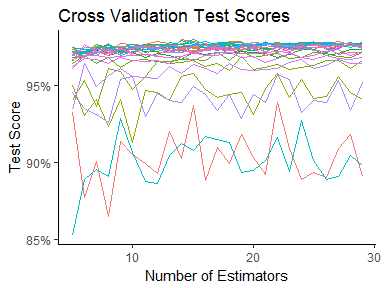 Cross Validation Test Scores
Test Score
95%
90%
85%
10
20
30
Number of Estimators